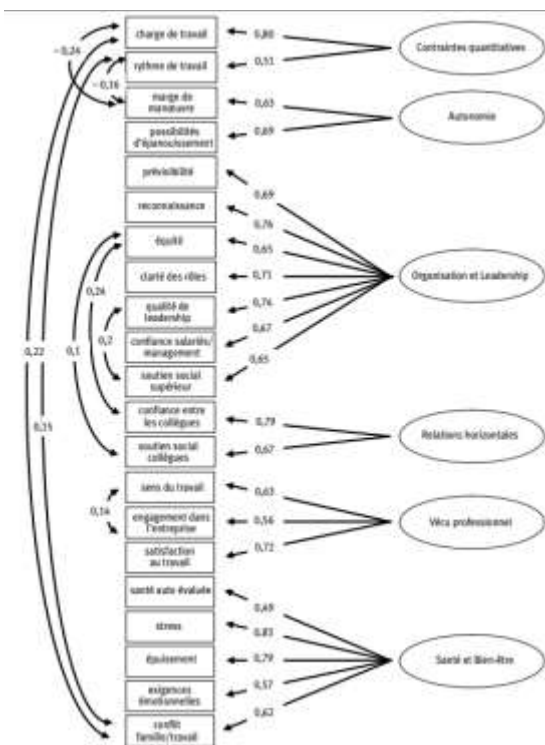 charge de travail
0,80
Contraintes quantitatives
− 0,24
rythme de travail
0,51
− 0,16
marge de
manœuvre
0,63
Autonomie
possibilités
d'épanouissement
0,69
prévisibilité
0,69
reconnaissance
0,76
équité
0,65
clarté des rôles
0,71
Organisation et Leadership
0,26
qualité de
leadership
0,76
0,22
0,1
0,2
confiance salariés/
management
0,67
soutien social
supérieur
0,65
confiance entre
les collègues
0,79
Relations horizontales
soutien social
collègues
0,67
sens du travail
0,63
0,14
engagement dans
l'entreprise
0,56
Vécu professionnel
satisfaction
au travail
0,72
santé auto évaluée
0,69
stress
0,83
épuisement
0,79
Santé et Bien-être
exigences
émotionnelles
0,57
conflit
famille/travail
0,62